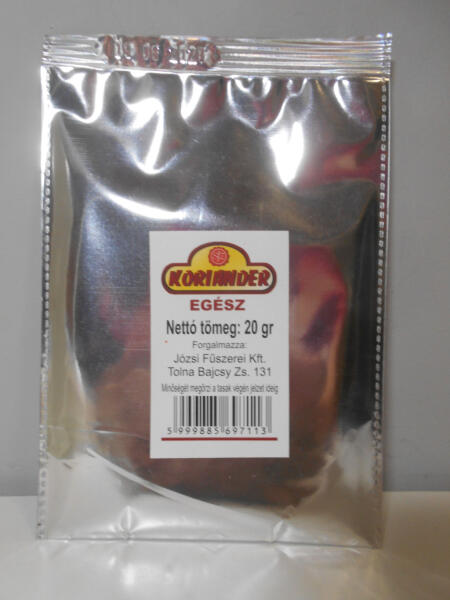 KORIANDER
EGÉSZ
Nettó tömeg: 20 gr
Forgalmazza:
Józsi Fűszerei Kft.
Tolna Bajcsy Zs. 131
Minőségét megőrzi a tasak végén jelzet ideig
5 999885 697113